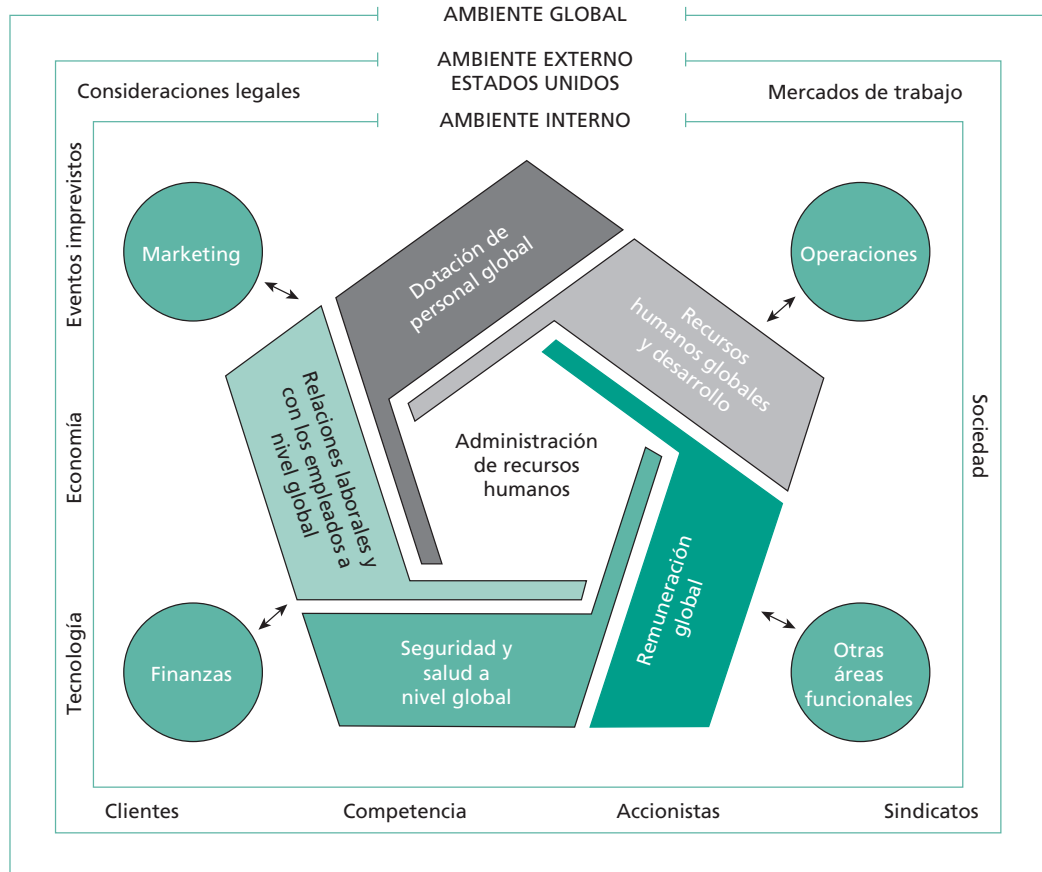 AMBIENTE GLOBAL
AMBIENTE EXTERNO
ESTADOS UNIDOS
Consideraciones legales
Mercados de trabajo
AMBIENTE INTERNO
Eventos imprevistos
Economía
Tecnología
Marketing
Dotación de
personal global
Operaciones
Recursos
humanos globales
y desarrollo
Relaciones laborales y
con los empleados a
nivel global
Administración
de recursos
humanos
Sociedad
Remuneración
global
Finanzas
Seguridad y
salud a
nivel global
Otras
áreas
funcionales
Clientes
Competencia
Accionistas
Sindicatos